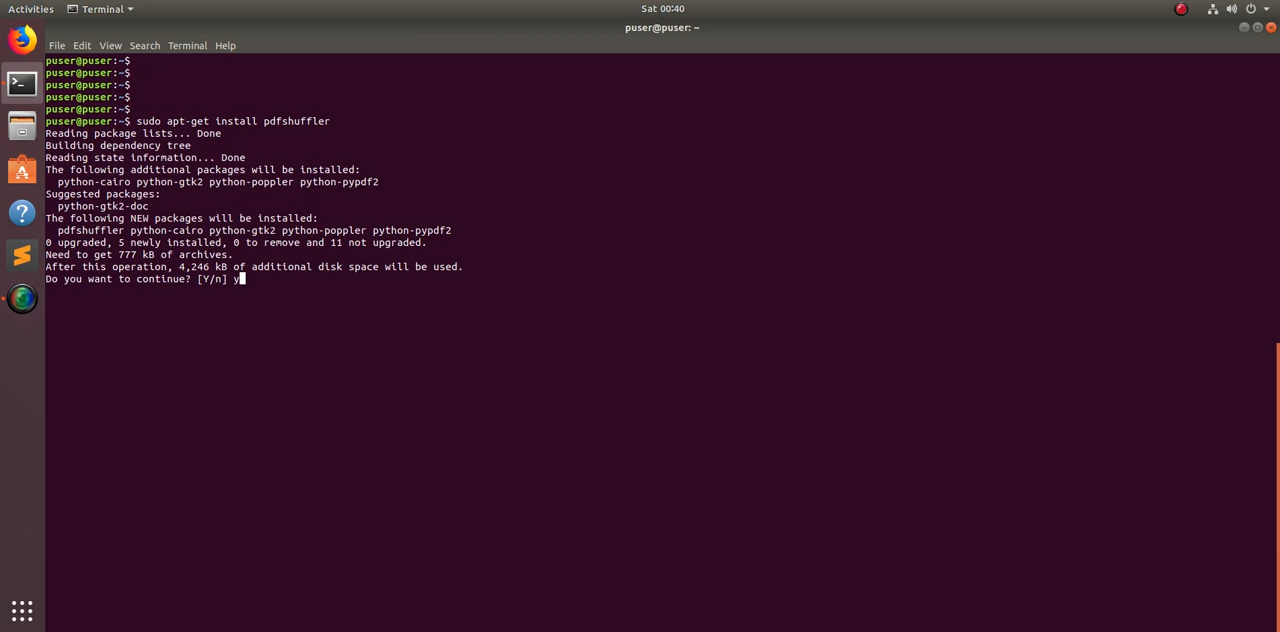 Activities
Terminal
Sat 00:40
puser@puser: ~
File Edit View Search Terminal Help
puser@puser:~$
puser@puser:~$
puser@puser:~$
puser@puser:~$
puser@puser:~$
puser@puser:~$ sudo apt-get install pdfshuffler
Reading package lists... Done
Building dependency tree
Reading state information... Done
The following additional packages will be installed:
  python-cairo python-gtk2 python-poppler python-pypdf2
Suggested packages:
  python-gtk2-doc
The following NEW packages will be installed:
  pdfshuffler python-cairo python-gtk2 python-poppler python-pypdf2
0 upgraded, 5 newly installed, 0 to remove and 11 not upgraded.
Need to get 777 kB of archives.
After this operation, 4,246 kB of additional disk space will be used.
Do you want to continue? [Y/n] y